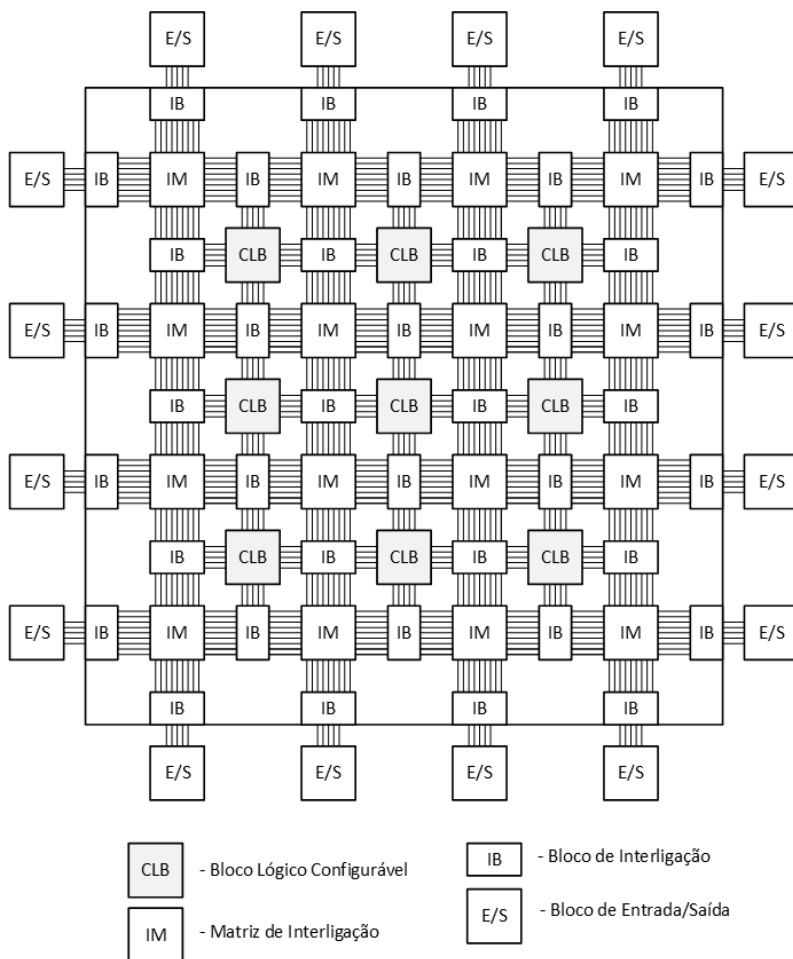 E/S E/S E/S E/S
IB IB IB IB
E/S IB IM IB IM IB IM IB IM IB E/S
IB CLB IB CLB IB CLB IB
E/S IB IM IB IM IB IM IB IM IB E/S
IB CLB IB CLB IB CLB IB
E/S IB IM IB IM IB IM IB IM IB E/S
IB CLB IB CLB IB CLB IB
E/S IB IM IB IM IB IM IB IM IB E/S
IB IB IB IB
E/S E/S E/S E/S
CLB - Bloco Lógico Configurável
IB - Bloco de Interligação
IM - Matriz de Interligação
E/S - Bloco de Entrada/Saída